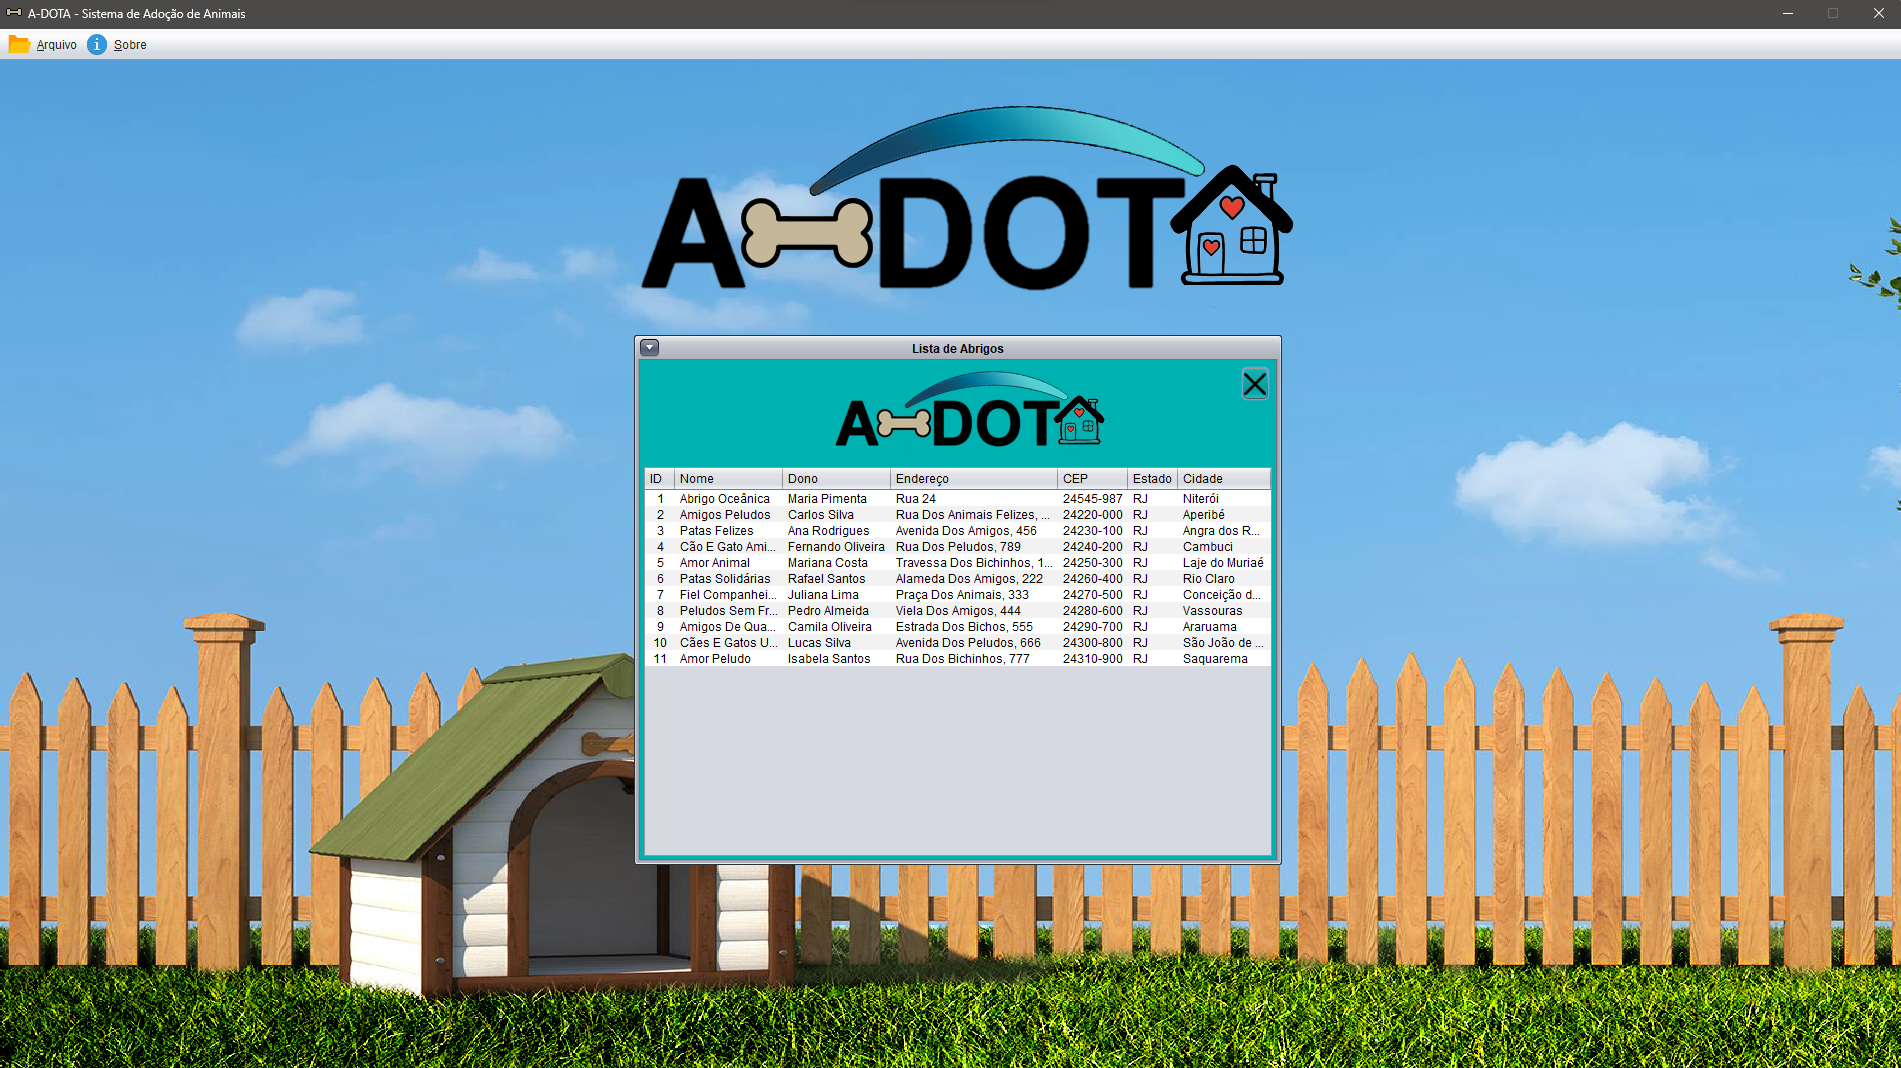 A-DOTA - Sistema de Adoção de Animais
Arquivo Sobre
A DOT
Lista de Abrigos
A DOT
ID Nome Dono Endereço CEP Estado Cidade
1 Abrigo Oceânica Maria Pimenta Rua 24 24545-987 RJ Niterói
2 Amigos Peludos Carlos Silva Rua Dos Animais Felizes, ... 24220-000 RJ Aperibé
3 Patas Felizes Ana Rodrigues Avenida Dos Amigos, 456 24230-100 RJ Angra dos R...
4 Cão E Gato Ami... Fernando Oliveira Rua Dos Peludos, 789 24240-200 RJ Cambuci
5 Amor Animal Mariana Costa Travessa Dos Bichinhos, 1... 24250-300 RJ Laje do Muriaé
6 Patas Solidárias Rafael Santos Alameda Dos Amigos, 222 24260-400 RJ Rio Claro
7 Fiel Companhei... Juliana Lima Praça Dos Animais, 333 24270-500 RJ Conceição d...
8 Peludos Sem Fr... Pedro Almeida Viela Dos Amigos, 444 24280-600 RJ Vassouras
9 Amigos De Qua... Camila Oliveira Estrada Dos Bichos, 555 24290-700 RJ Araruama
10 Cães E Gatos U... Lucas Silva Avenida Dos Peludos, 666 24300-800 RJ São João de ...
11 Amor Peludo Isabela Santos Rua Dos Bichinhos, 777 24310-900 RJ Saquarema